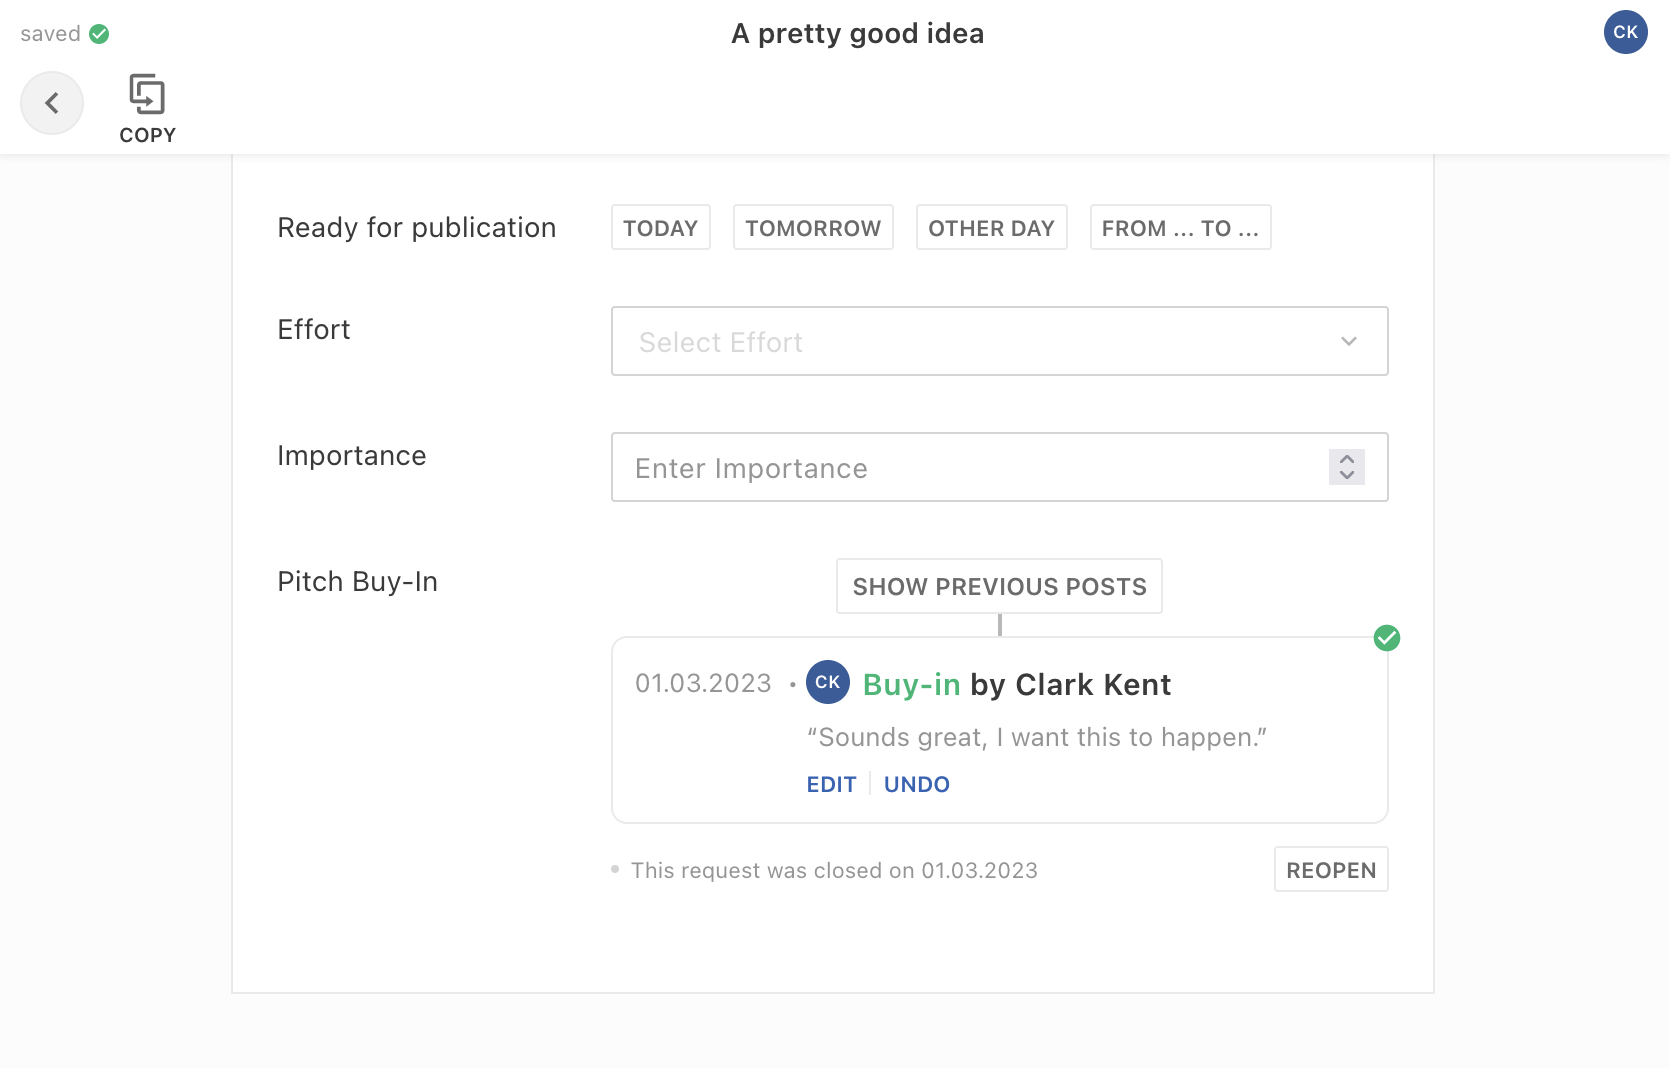 saved
A pretty good idea
CK
COPY
Ready for publication
TODAY
TOMORROW
OTHER DAY
FROM ... TO ...
Effort
Select Effort
Importance
Enter Importance
Pitch Buy-In
SHOW PREVIOUS POSTS
01.03.2023 · CK Buy-in by Clark Kent
“Sounds great, I want this to happen.”
EDIT
UNDO
This request was closed on 01.03.2023
REOPEN